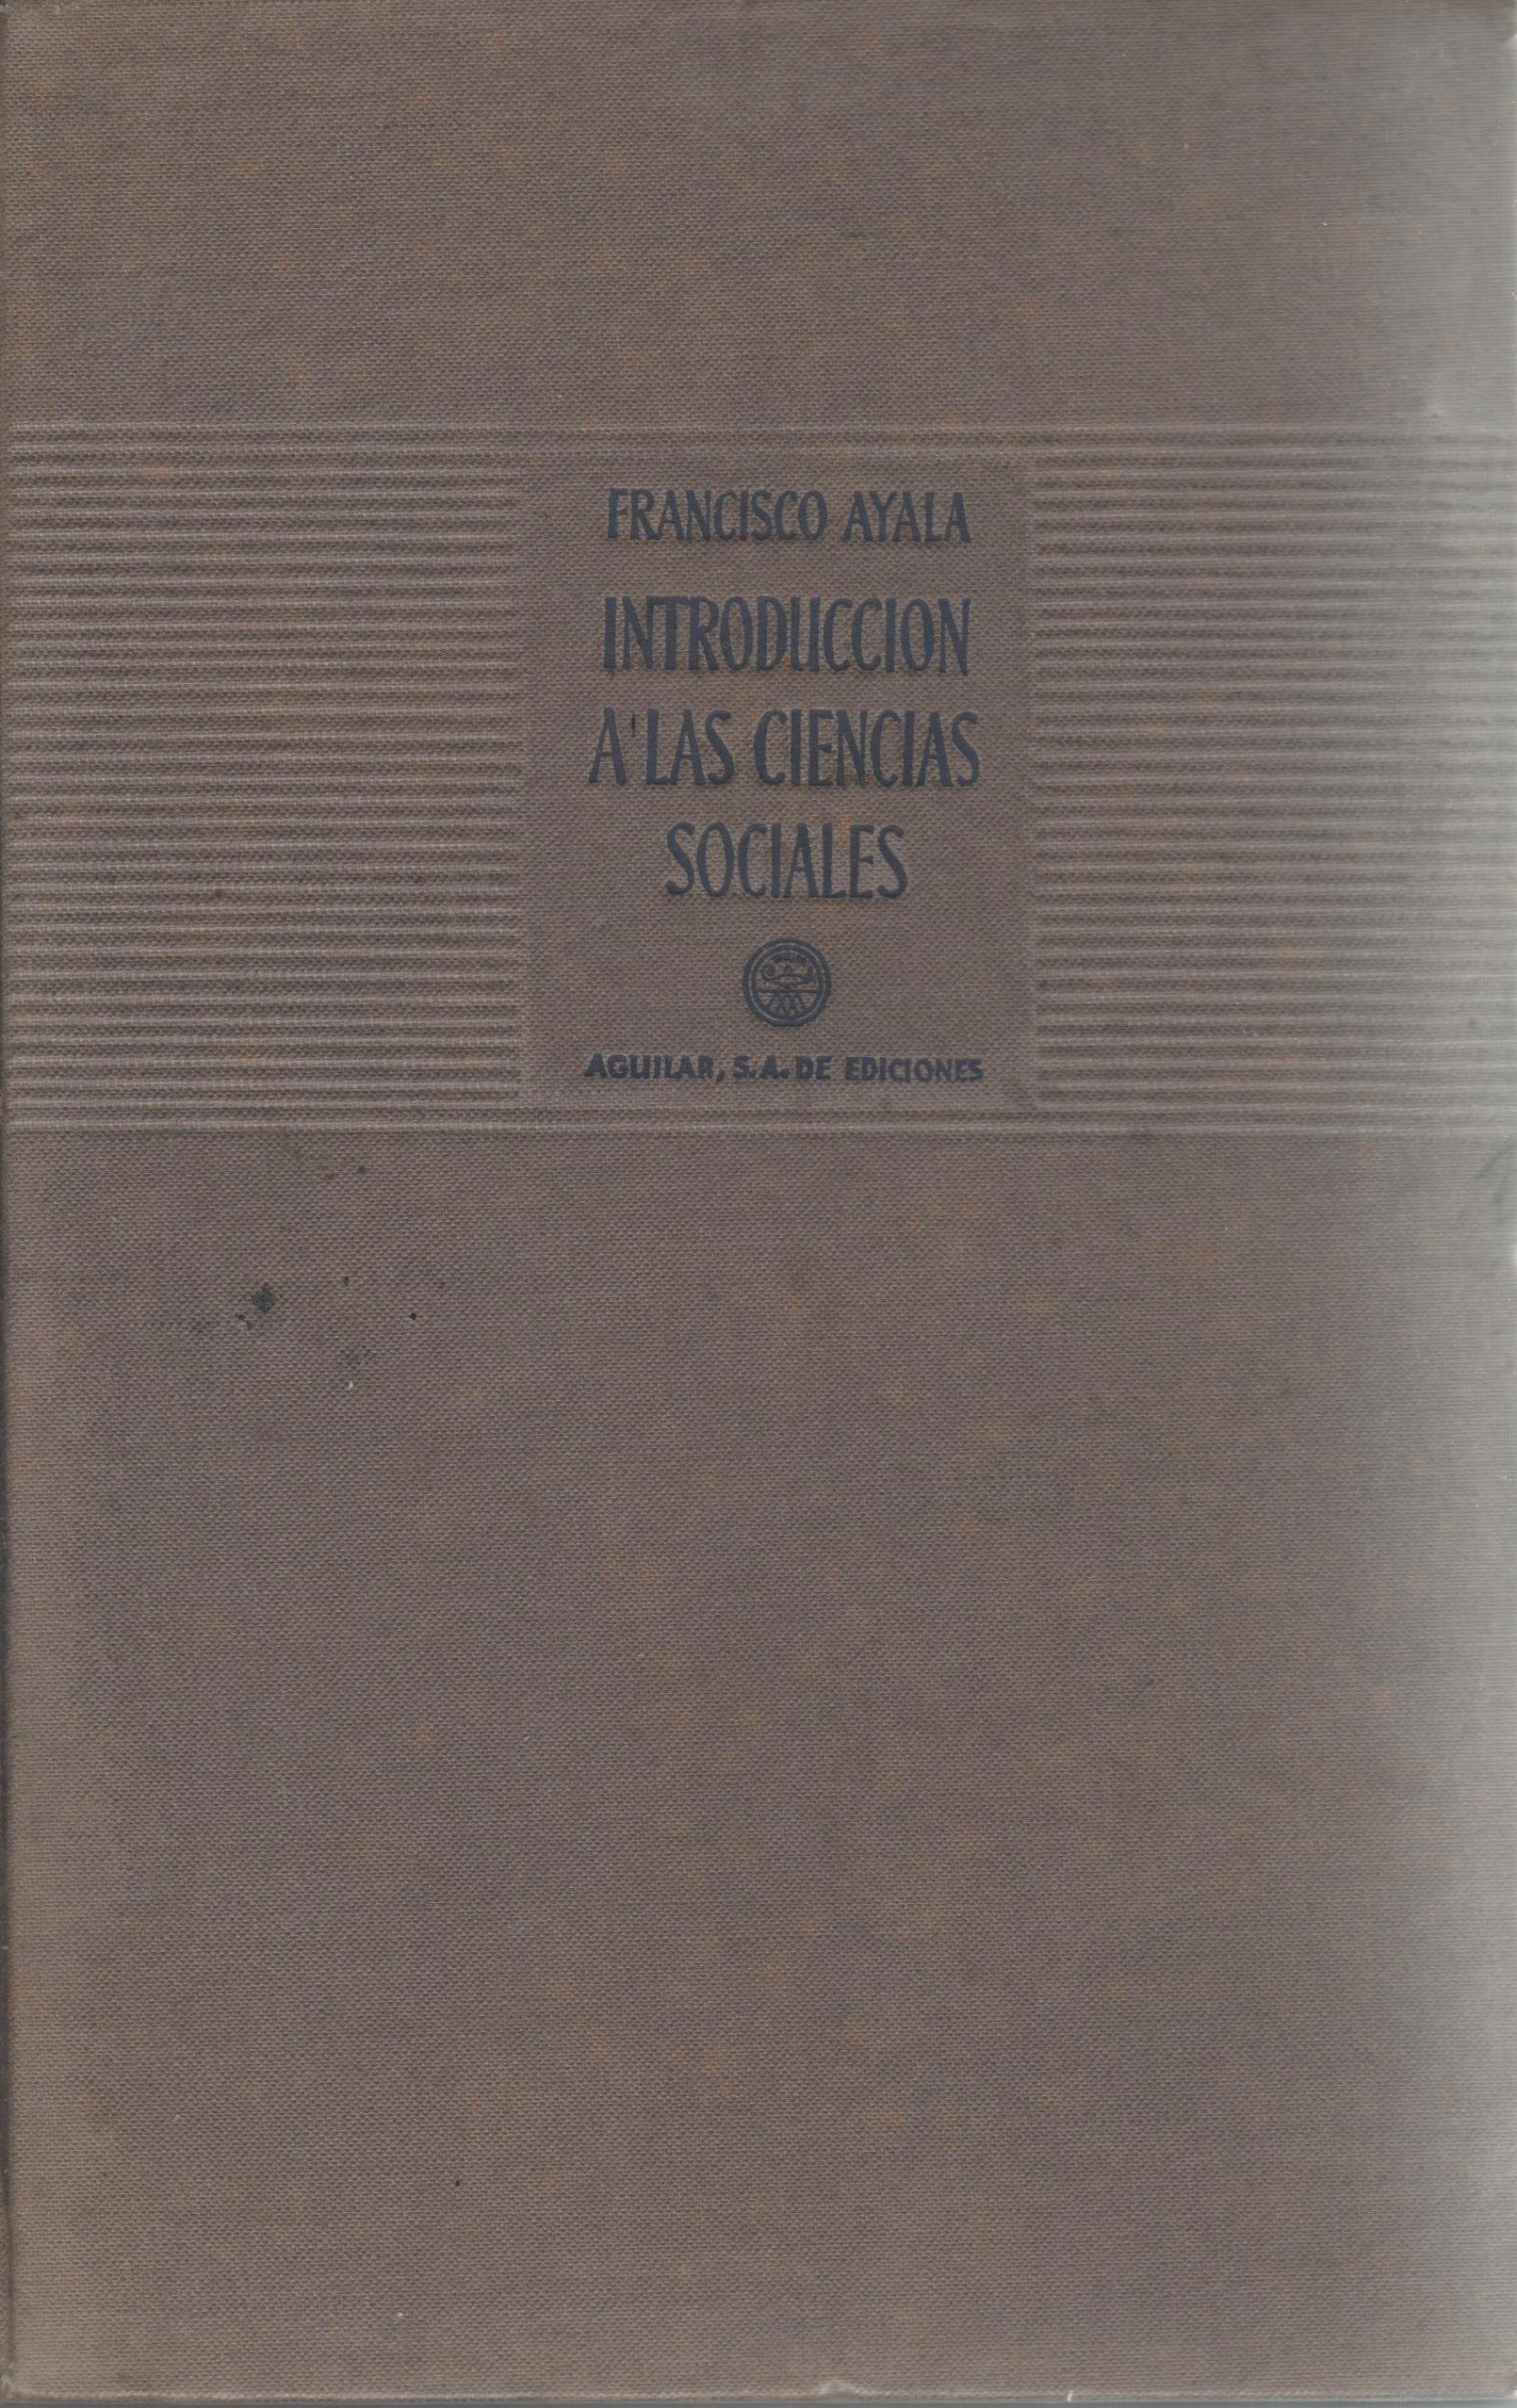 FRANCISCO AYALA
INTRODUCCION
A LAS CIENCIAS
SOCIALES
AGUILAR, S.A. DE EDICIONES